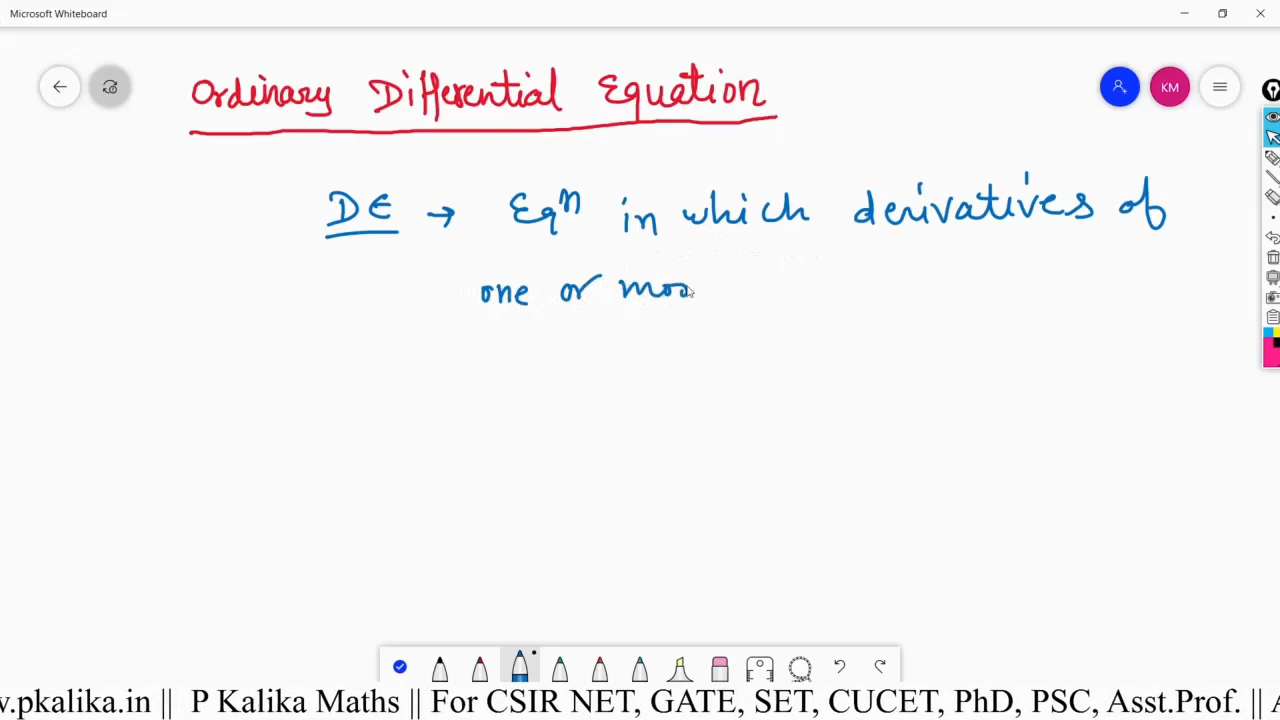 Microsoft Whiteboard
KM
Ordinary Differential Equation
DE → Eqⁿ in which derivatives of
one or moo
w.pkalika.in || P Kalika Maths || For CSIR NET, GATE, SET, CUCET, PhD, PSC, Asst.Prof. || A